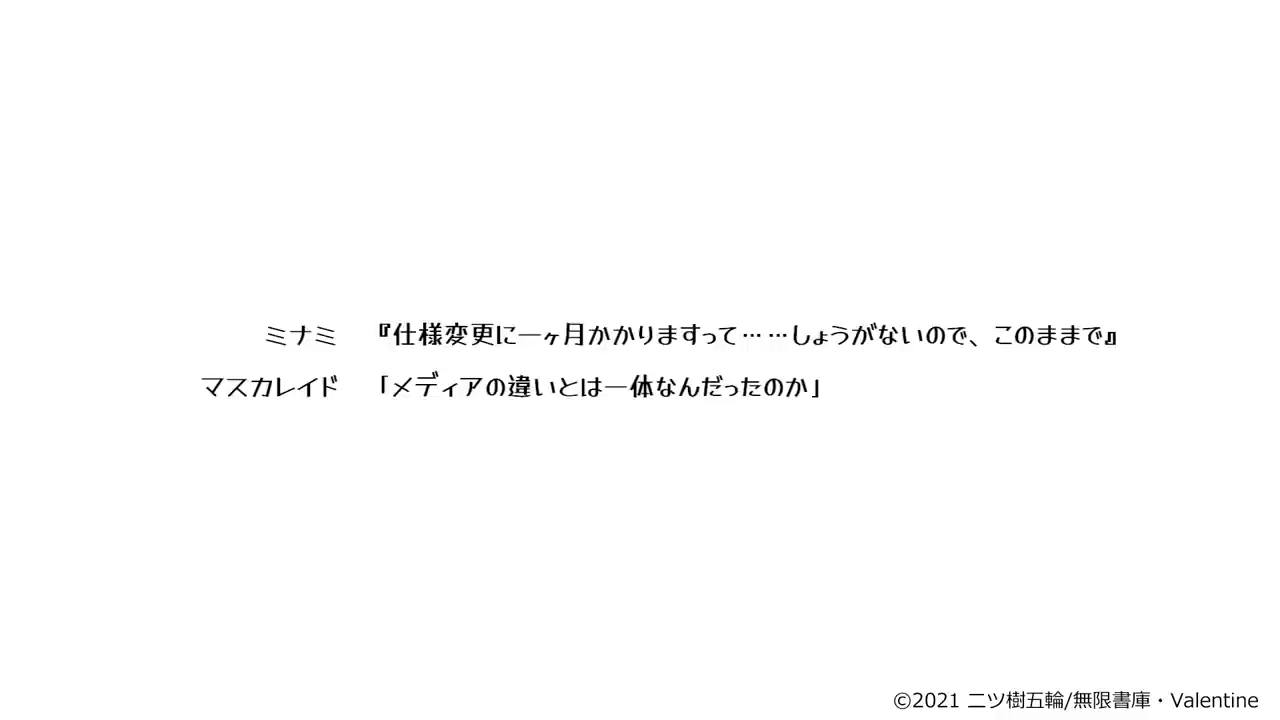 ミナミ 『仕様変更に一ヶ月かかりますって……しょうがないので、このままで』
マスカレイド 「メディアの違いとは一体なんだったのか」
©2021 二ツ樹五輪/無限書庫・Valentine